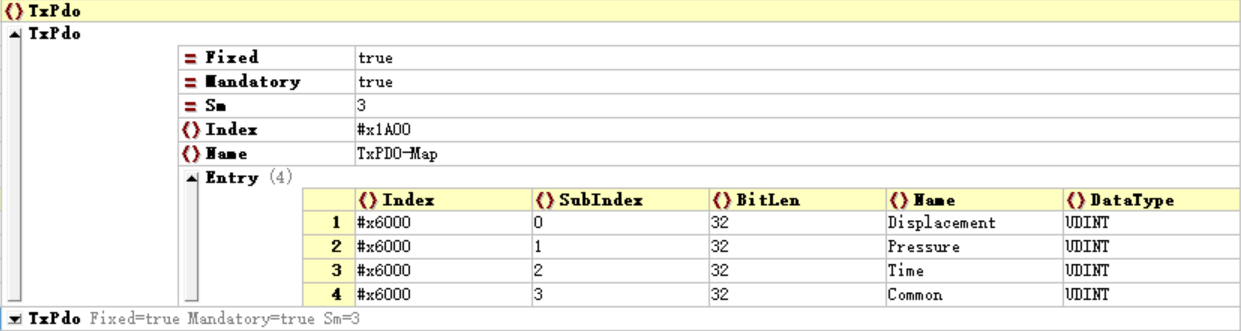 TxPdo
TxPdo
Fixed true
Mandatory true
Sm 3
Index #x1A00
Name TxPDO-Map
Entry (4)
Index SubIndex BitLen Name DataType
1 #x6000 0 32 Displacement UDINT
2 #x6000 1 32 Pressure UDINT
3 #x6000 2 32 Time UDINT
4 #x6000 3 32 Common UDINT
TxPdo Fixed=true Mandatory=true Sm=3